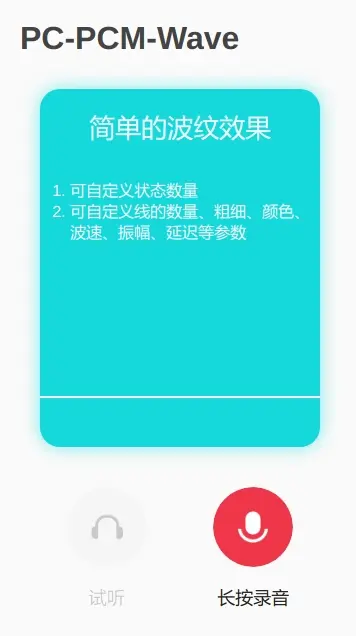 PC-PCM-Wave
简单的波纹效果
1. 可自定义状态数量
2. 可自定义线的数量、粗细、颜色、
波速、振幅、延迟等参数
试听
长按录音